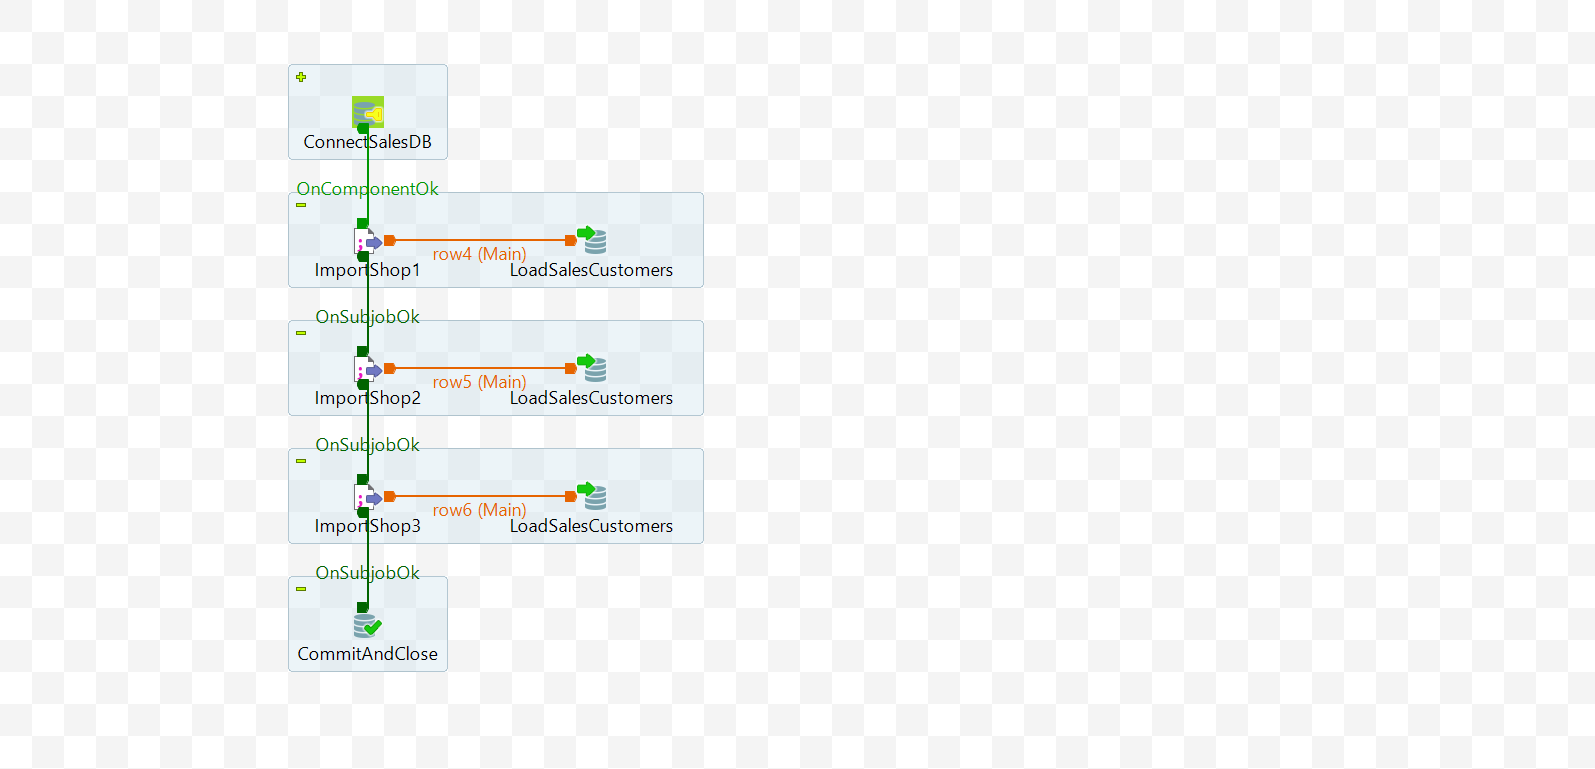 ConnectSalesDB
OnComponentOk
row4 (Main)
ImportShop1
LoadSalesCustomers
OnSubjobOk
row5 (Main)
ImportShop2
LoadSalesCustomers
OnSubjobOk
row6 (Main)
ImportShop3
LoadSalesCustomers
OnSubjobOk
CommitAndClose